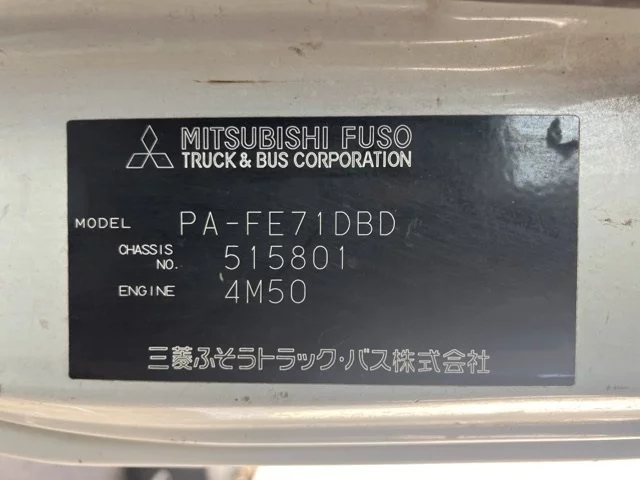 MITSUBISHI FUSO
TRUCK & BUS CORPORATION
MODEL PA-FE71DBD
CHASSIS NO. 515801
ENGINE 4M50
三菱ふそうトラック・バス株式会社